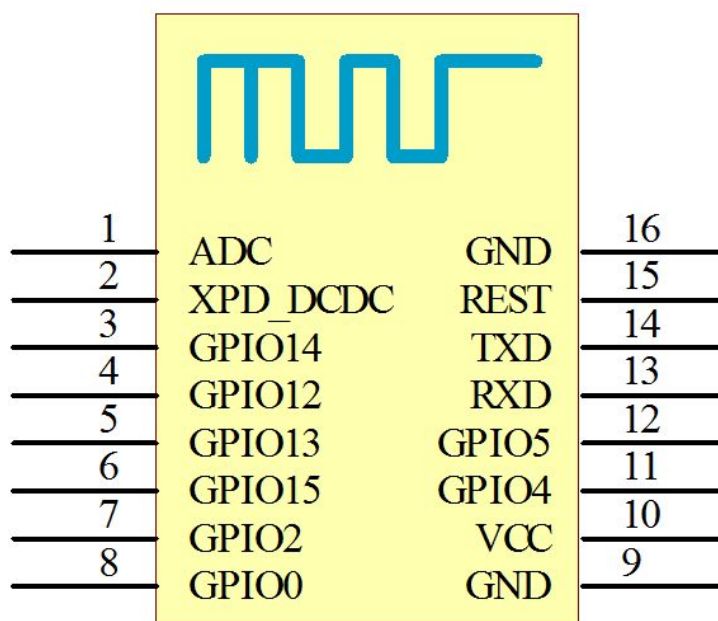 1 ADC GND 16
2 XPD_DCDC REST 15
3 GPIO14 TXD 14
4 GPIO12 RXD 13
5 GPIO13 GPIO5 12
6 GPIO15 GPIO4 11
7 GPIO2 VCC 10
8 GPIO0 GND 9